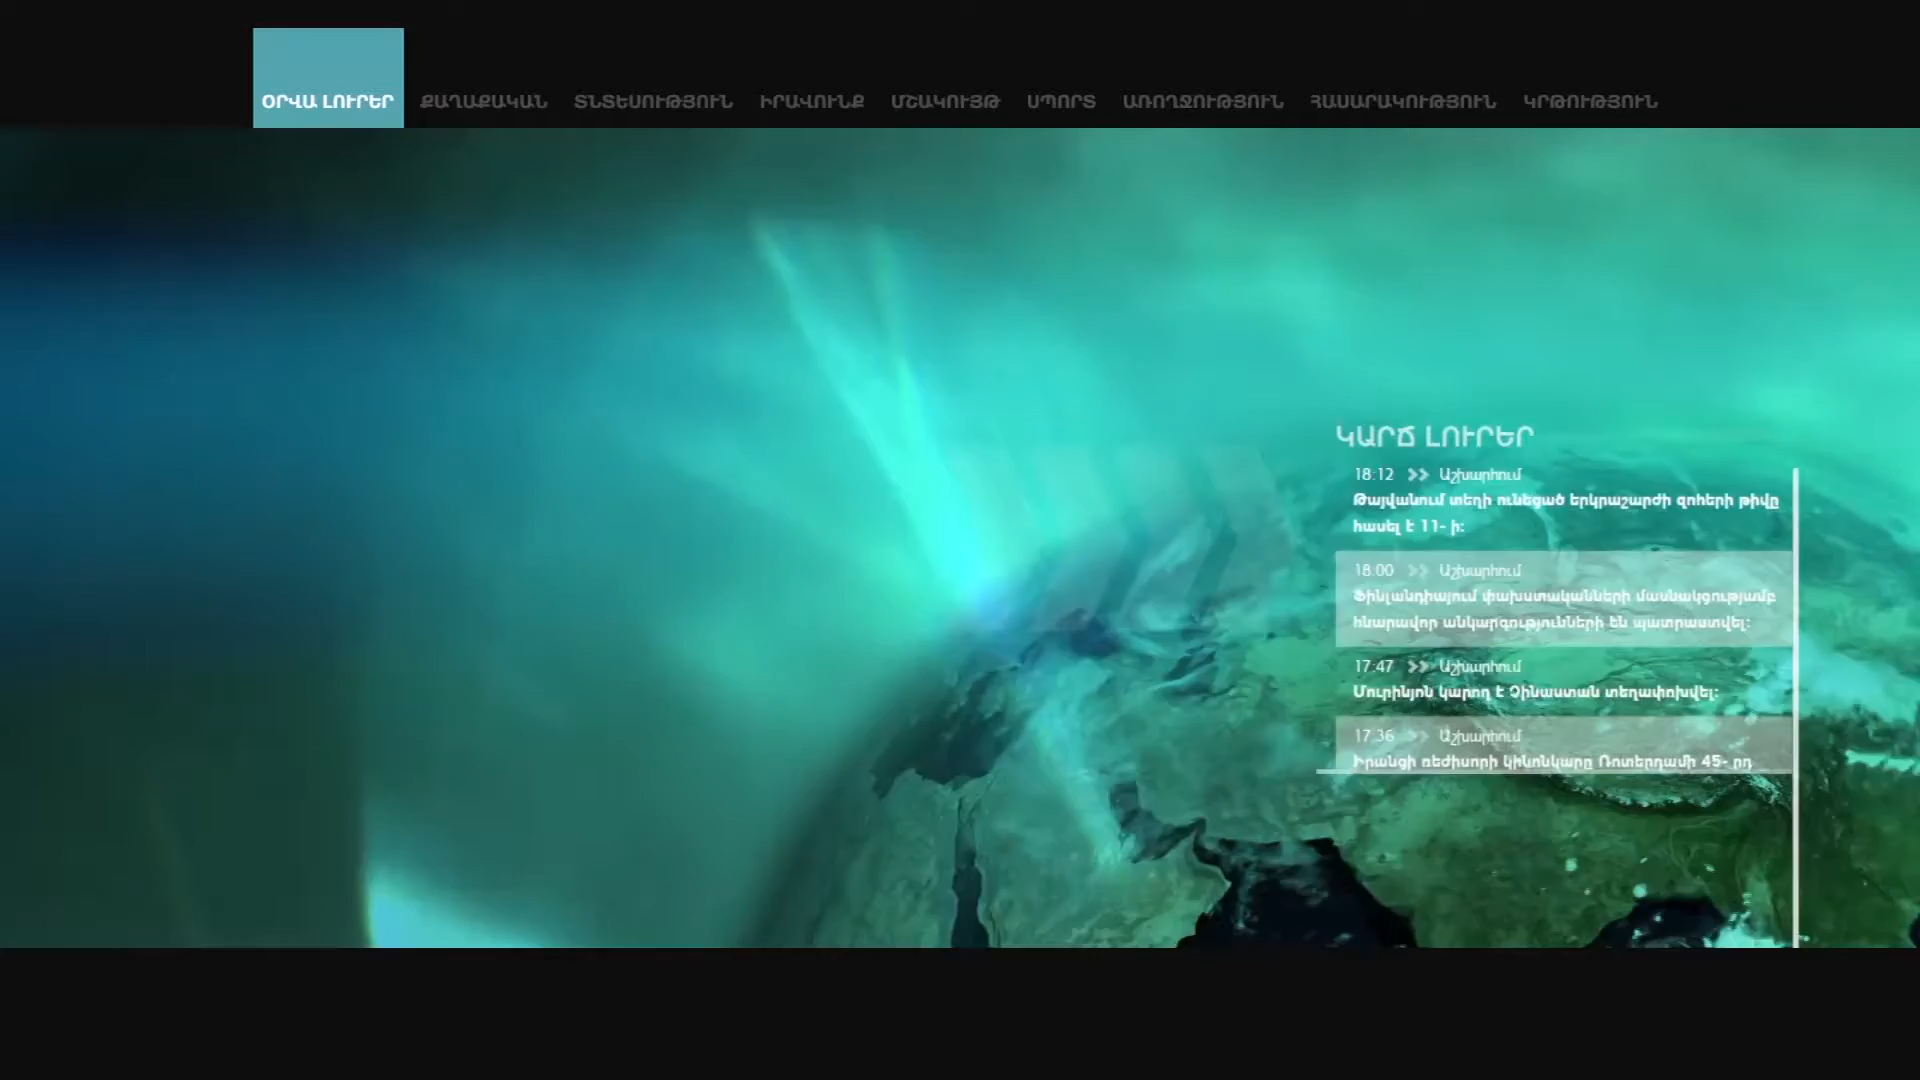 ՕՐՎԱ ԼՈՒՐԵՐ ՔԱՂԱՔԱԿԱՆ ՏՆՏԵՍՈՒԹՅՈՒՆ ԻՐԱՎՈՒՆՔ ՄՇԱԿՈՒՅԹ ՍՊՈՐՏ ԱՌՈՂՋՈՒԹՅՈՒՆ ՀԱՍԱՐԱԿՈՒԹՅՈՒՆ ԿՐԹՈՒԹՅՈՒՆ
ԿԱՐՃ ԼՈՒՐԵՐ
18:12 >> Աշխարհում
Թայվանում տեղի ունեցած երկրաշարժի զոհերի թիվը
հասել է 11- ի:
18:00 >> Աշխարհում
Ֆինլանդիայում փախստականների մասնակցությամբ
հնարավոր անկարգությունների են պատրաստվել:
17:47 >> Աշխարհում
Մուրինյոն կարող է Չինաստան տեղափոխվել:
17:36 >> Աշխարհում
Իրանցի ռեժիսորի կինոնկարը Ռոտերդամի 45- րդ